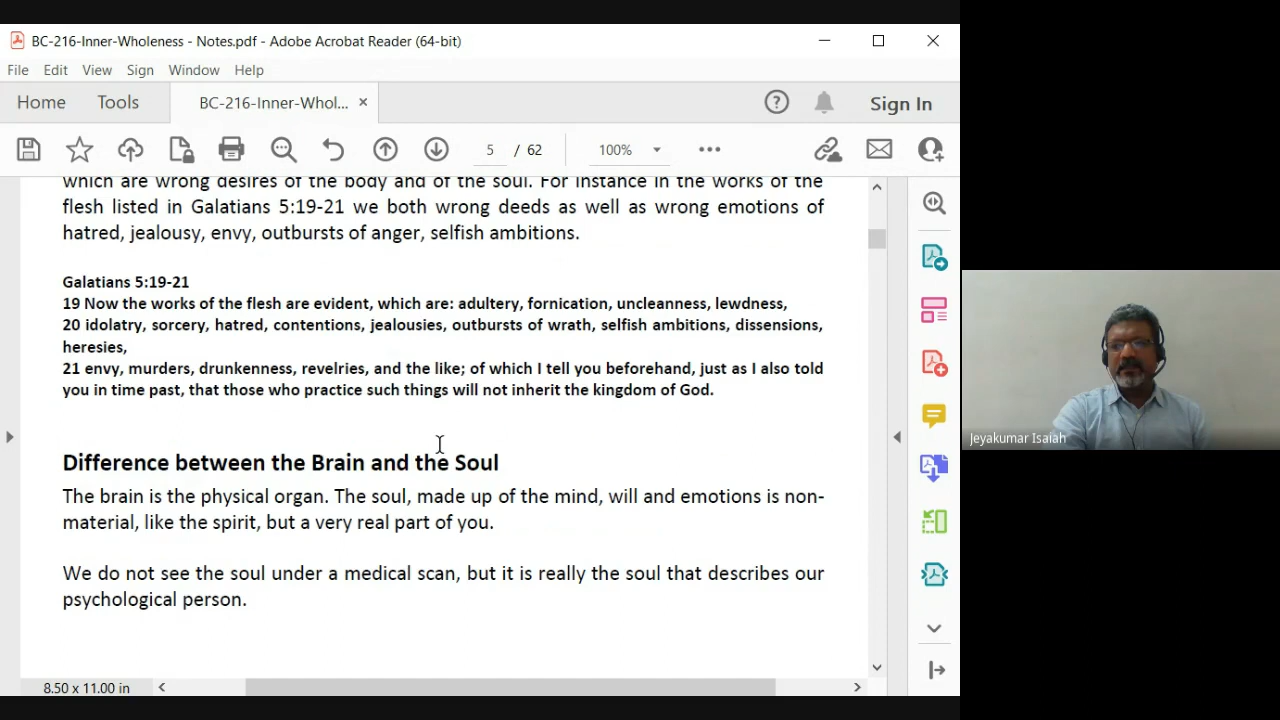 BC-216-Inner-Wholeness - Notes.pdf - Adobe Acrobat Reader (64-bit)
File Edit View Sign Window Help
Home Tools BC-216-Inner-Whol... × Sign In
5 / 62 100%
which are wrong desires of the body and of the soul. For instance in the works of the
flesh listed in Galatians 5:19-21 we both wrong deeds as well as wrong emotions of
hatred, jealousy, envy, outbursts of anger, selfish ambitions.
Galatians 5:19-21
19 Now the works of the flesh are evident, which are: adultery, fornication, uncleanness, lewdness,
20 idolatry, sorcery, hatred, contentions, jealousies, outbursts of wrath, selfish ambitions, dissensions,
heresies,
21 envy, murders, drunkenness, revelries, and the like; of which I tell you beforehand, just as I also told
you in time past, that those who practice such things will not inherit the kingdom of God.
Difference between the Brain and the Soul
The brain is the physical organ. The soul, made up of the mind, will and emotions is non-
material, like the spirit, but a very real part of you.
We do not see the soul under a medical scan, but it is really the soul that describes our
psychological person.
8.50 x 11.00 in
Jeyakumar Isaiah